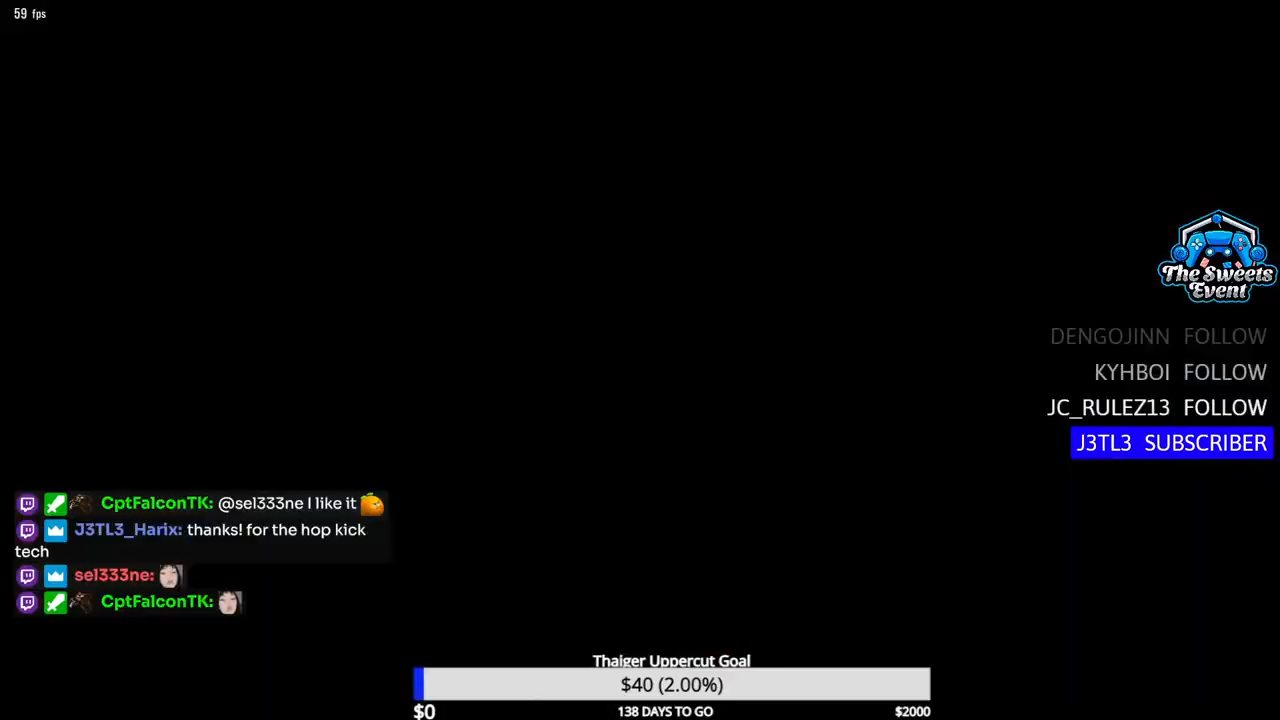 59 fps
The Sweets
Event
DENGOJINN FOLLOW
KYHBOI FOLLOW
JC_RULEZ13 FOLLOW
J3TL3 SUBSCRIBER
CptFalconTK: @sel333ne I like it
J3TL3_Harix: thanks! for the hop kick
tech
sel333ne:
CptFalconTK:
Thaiger Uppercut Goal
$40 (2.00%)
$0 138 DAYS TO GO $2000